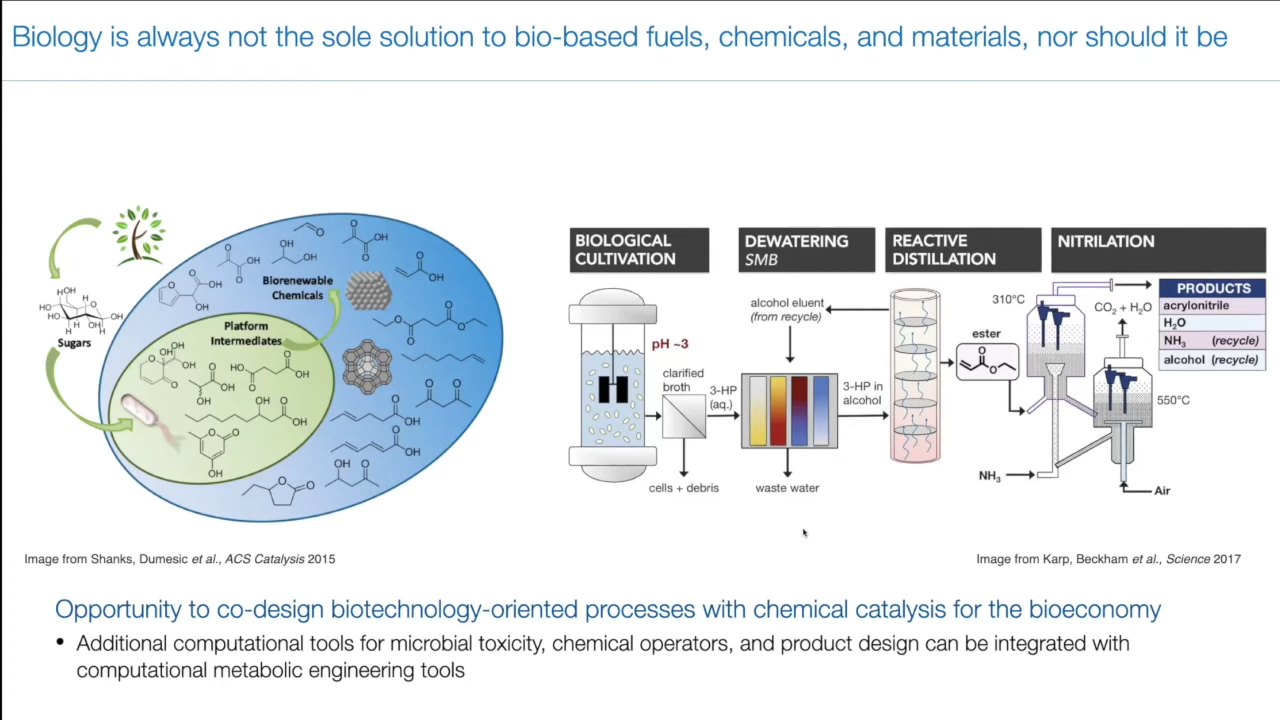 Biology is always not the sole solution to bio-based fuels, chemicals, and materials, nor should it be
Sugars
Biorenewable
Chemicals
Platform
Intermediates
BIOLOGICAL
CULTIVATION
DEWATERING
SMB
REACTIVE
DISTILLATION
NITRILATION
pH ~3
clarified
broth
cells + debris
3-HP
(aq.)
alcohol eluent
(from recycle)
waste water
3-HP in
alcohol
ester
310°C
NH₃
CO₂ + H₂O
550°C
Air
PRODUCTS
acrylonitrile
H₂O
NH₃ (recycle)
alcohol (recycle)
Image from Shanks, Dumesic et al., ACS Catalysis 2015
Image from Karp, Beckham et al., Science 2017
Opportunity to co-design biotechnology-oriented processes with chemical catalysis for the bioeconomy
• Additional computational tools for microbial toxicity, chemical operators, and product design can be integrated with
computational metabolic engineering tools